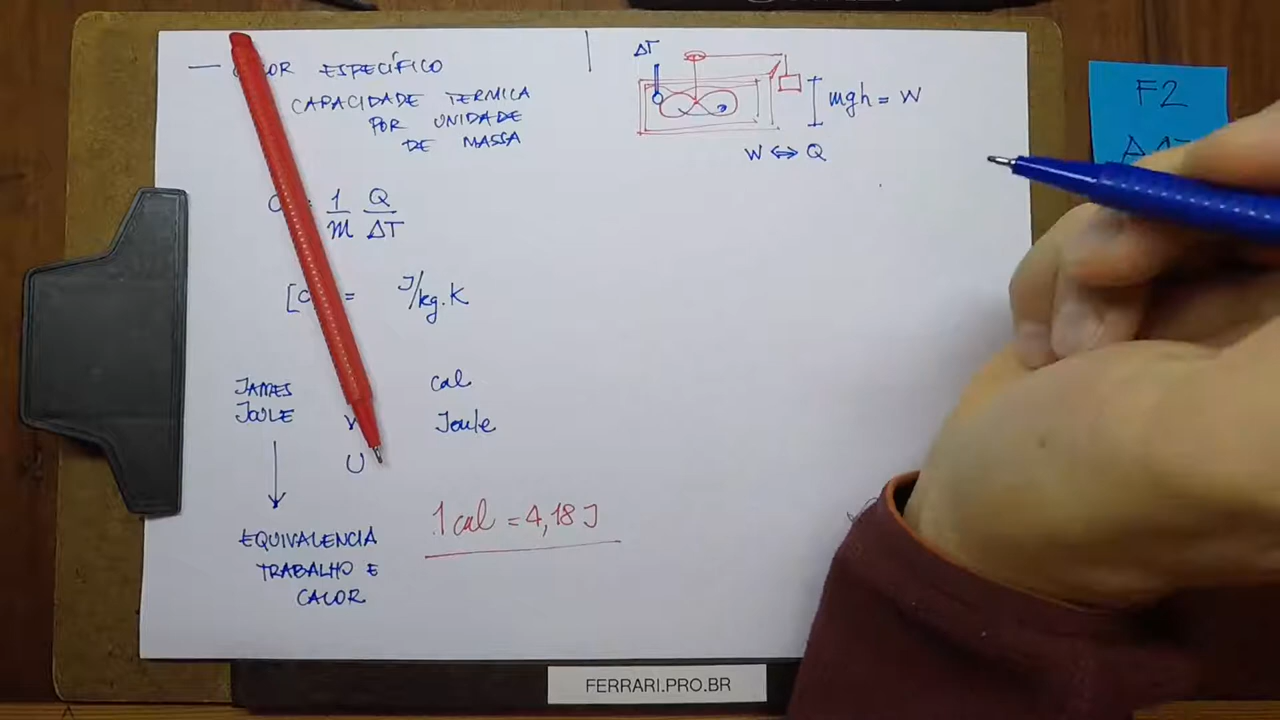 CALOR ESPECÍFICO
CAPACIDADE TERMICA
POR UNIDADE
DE MASSA
1/m Q/ΔT
J/kg.K
JAMES
JOULE
cal
Joule
U
EQUIVALENCIA
TRABALHO E
CALOR
1 cal = 4,18 J
ΔT
mgh = W
W ⇔ Q
F2
FERRARI.PRO.BR